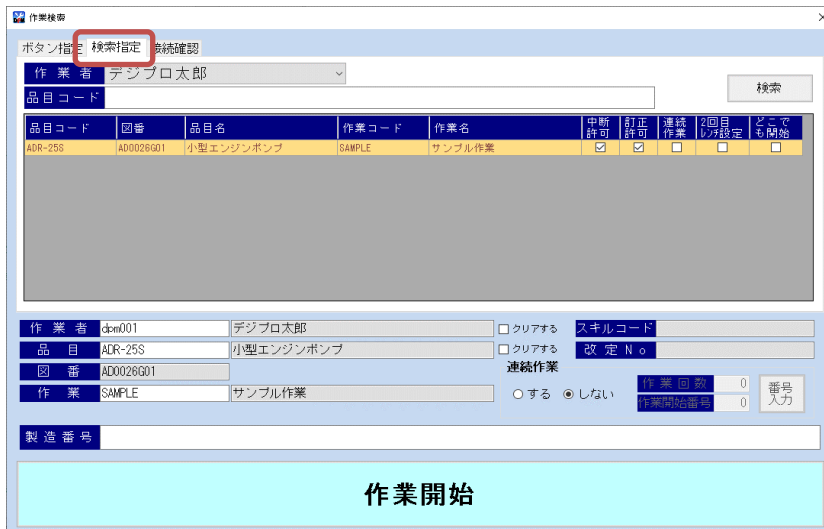 作業検索
ボタン指定 検索指定 接続確認
作業者 デジプロ太郎
検索
品目コード
品目コード 図番 品目名 作業コード 作業名 中断許可 訂正許可 連続作業 2回目ﾚﾝﾁ設定 どこでも開始
ADR-25S AD0026G01 小型エンジンポンプ SAMPLE サンプル作業
作業者 dpm001 デジプロ太郎 クリアする スキルコード
品目 ADR-25S 小型エンジンポンプ クリアする 改定No
図番 AD0026G01 連続作業
作業 SAMPLE サンプル作業 する しない 作業回数 0 番号入力
作業開始番号 0
製造番号
作業開始